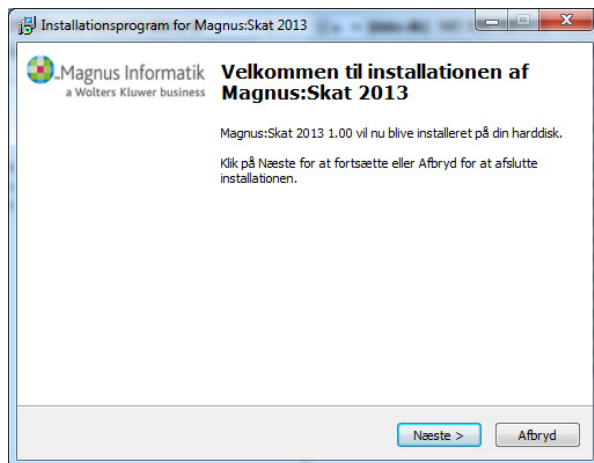 Installationsprogram for Magnus:Skat 2013
Magnus Informatik
a Wolters Kluwer business
Velkommen til installationen af
Magnus:Skat 2013
Magnus:Skat 2013 1.00 vil nu blive installeret på din harddisk.
Klik på Næste for at fortsætte eller Afbryd for at afslutte
installationen.
Næste >
Afbryd